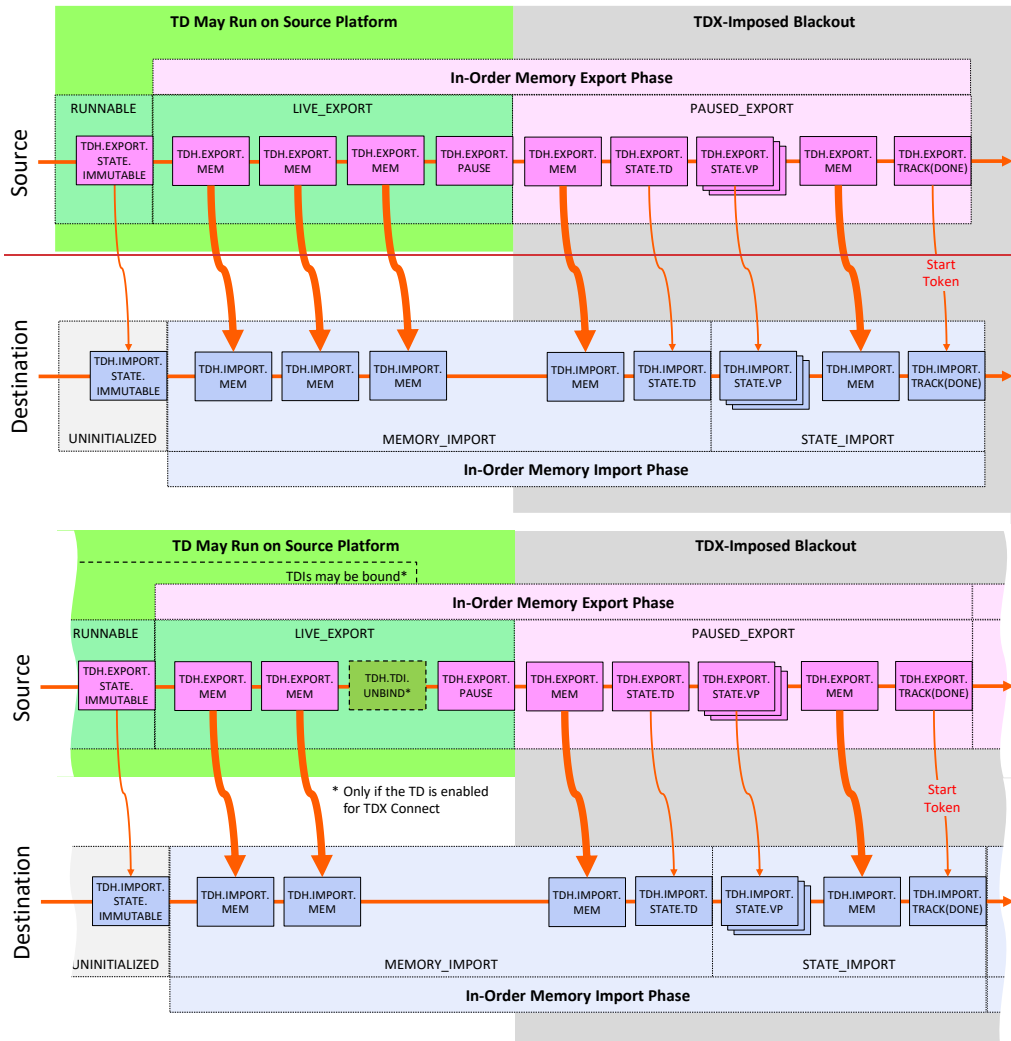 TD May Run on Source Platform
TDX-Imposed Blackout
In-Order Memory Export Phase
RUNNABLE
LIVE_EXPORT
PAUSED_EXPORT
Source
TDH.EXPORT.
STATE.
IMMUTABLE
TDH.EXPORT.
MEM
TDH.EXPORT.
MEM
TDH.EXPORT.
MEM
TDH.EXPORT.
PAUSE
TDH.EXPORT.
MEM
TDH.EXPORT.
STATE.TD
TDH.EXPORT.
STATE.VP
TDH.EXPORT.
MEM
TDH.EXPORT.
TRACK(DONE)
Start
Token
Destination
TDH.IMPORT.
STATE.
IMMUTABLE
TDH.IMPORT.
MEM
TDH.IMPORT.
MEM
TDH.IMPORT.
MEM
TDH.IMPORT.
MEM
TDH.IMPORT.
STATE.TD
TDH.IMPORT.
STATE.VP
TDH.IMPORT.
MEM
TDH.IMPORT.
TRACK(DONE)
UNINITIALIZED
MEMORY_IMPORT
STATE_IMPORT
In-Order Memory Import Phase
TD May Run on Source Platform
TDX-Imposed Blackout
TDIs may be bound*
In-Order Memory Export Phase
RUNNABLE
LIVE_EXPORT
PAUSED_EXPORT
Source
TDH.EXPORT.
STATE.
IMMUTABLE
TDH.EXPORT.
MEM
TDH.EXPORT.
MEM
TDH.TDI.
UNBIND*
TDH.EXPORT.
PAUSE
TDH.EXPORT.
MEM
TDH.EXPORT.
STATE.TD
TDH.EXPORT.
STATE.VP
TDH.EXPORT.
MEM
TDH.EXPORT.
TRACK(DONE)
* Only if the TD is enabled
for TDX Connect
Start
Token
Destination
TDH.IMPORT.
STATE.
IMMUTABLE
TDH.IMPORT.
MEM
TDH.IMPORT.
MEM
TDH.IMPORT.
MEM
TDH.IMPORT.
STATE.TD
TDH.IMPORT.
STATE.VP
TDH.IMPORT.
MEM
TDH.IMPORT.
TRACK(DONE)
UNINITIALIZED
MEMORY_IMPORT
STATE_IMPORT
In-Order Memory Import Phase